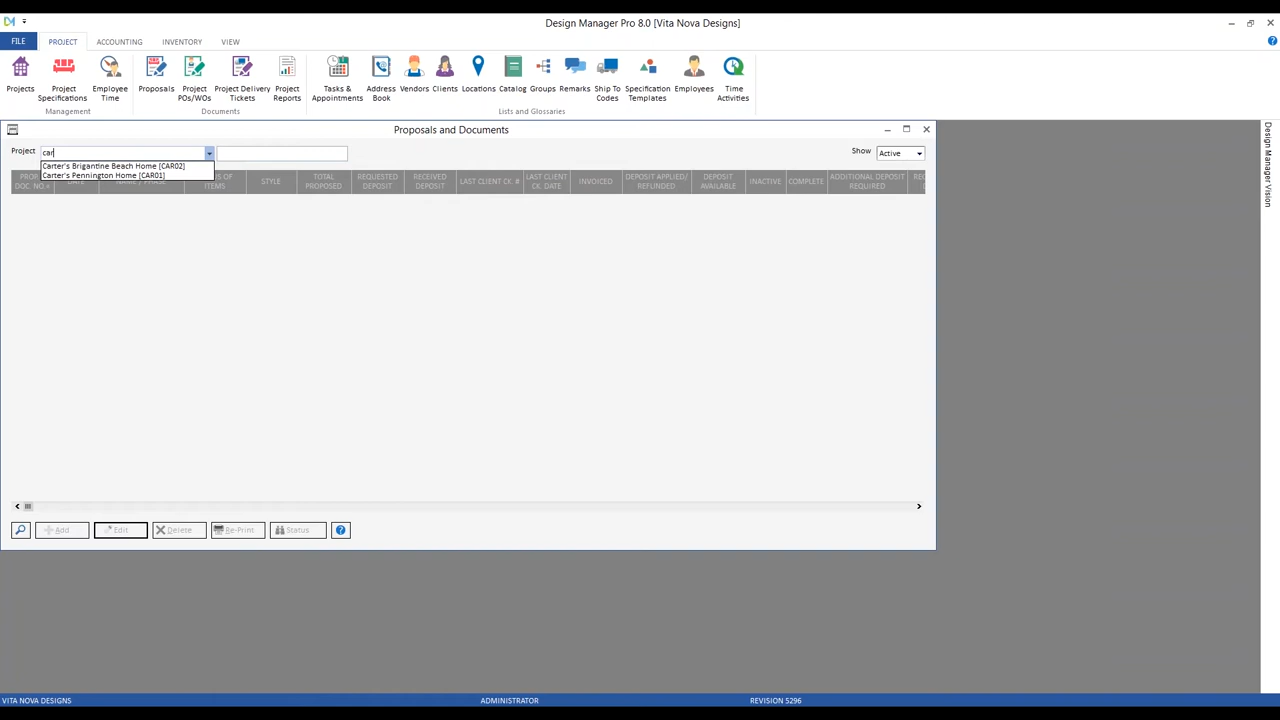 Design Manager Pro 8.0 [Vita Nova Designs]
FILE
PROJECT
ACCOUNTING
INVENTORY
VIEW
Projects
Project Specifications
Employee Time
Management
Proposals
Project POs/WOs
Project Delivery Tickets
Project Reports
Documents
Tasks & Appointments
Address Book
Vendors
Clients
Locations
Catalog
Groups
Remarks
Ship To Codes
Specification Templates
Employees
Time Activities
Lists and Glossaries
Design Manager Vision
Proposals and Documents
Project
car
Show
Active
Carter's Brigantine Beach Home [CAR02]
Carter's Pennington Home [CAR01]
DOC. NO.
ITEMS
STYLE
TOTAL PROPOSED
REQUESTED DEPOSIT
RECEIVED DEPOSIT
LAST CLIENT CK. #
LAST CLIENT CK. DATE
INVOICED
DEPOSIT APPLIED/ REFUNDED
DEPOSIT AVAILABLE
INACTIVE
COMPLETE
ADDITIONAL DEPOSIT REQUIRED
Add
Edit
Delete
Re-Print
Status
VITA NOVA DESIGNS
ADMINISTRATOR
REVISION 5296